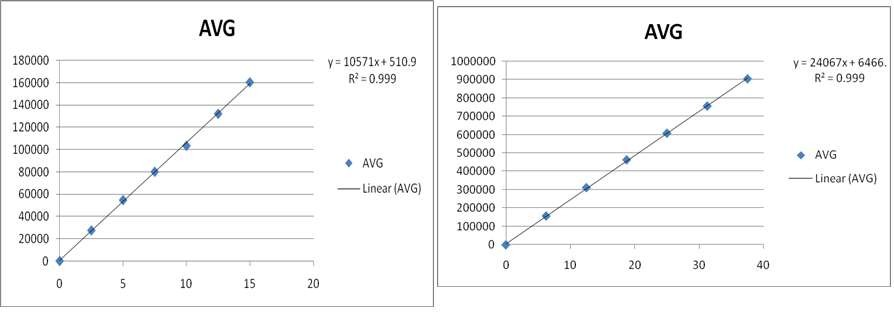 AVG
y = 10571x + 510.9
R² = 0.999
180000
160000
140000
120000
100000
80000
60000
40000
20000
0
0 5 10 15 20
AVG
Linear (AVG)
AVG
y = 24067x + 6466.
R² = 0.999
1000000
900000
800000
700000
600000
500000
400000
300000
200000
100000
0
0 10 20 30 40
AVG
Linear (AVG)